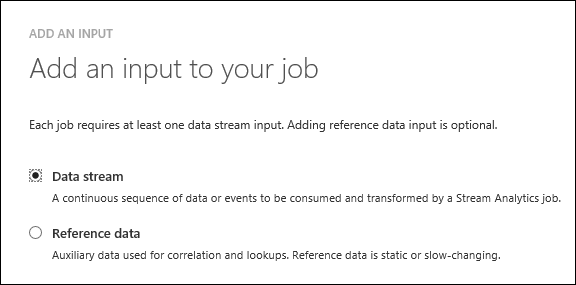 ADD AN INPUT
Add an input to your job
Each job requires at least one data stream input. Adding reference data input is optional.
Data stream
A continuous sequence of data or events to be consumed and transformed by a Stream Analytics job.
Reference data
Auxiliary data used for correlation and lookups. Reference data is static or slow-changing.